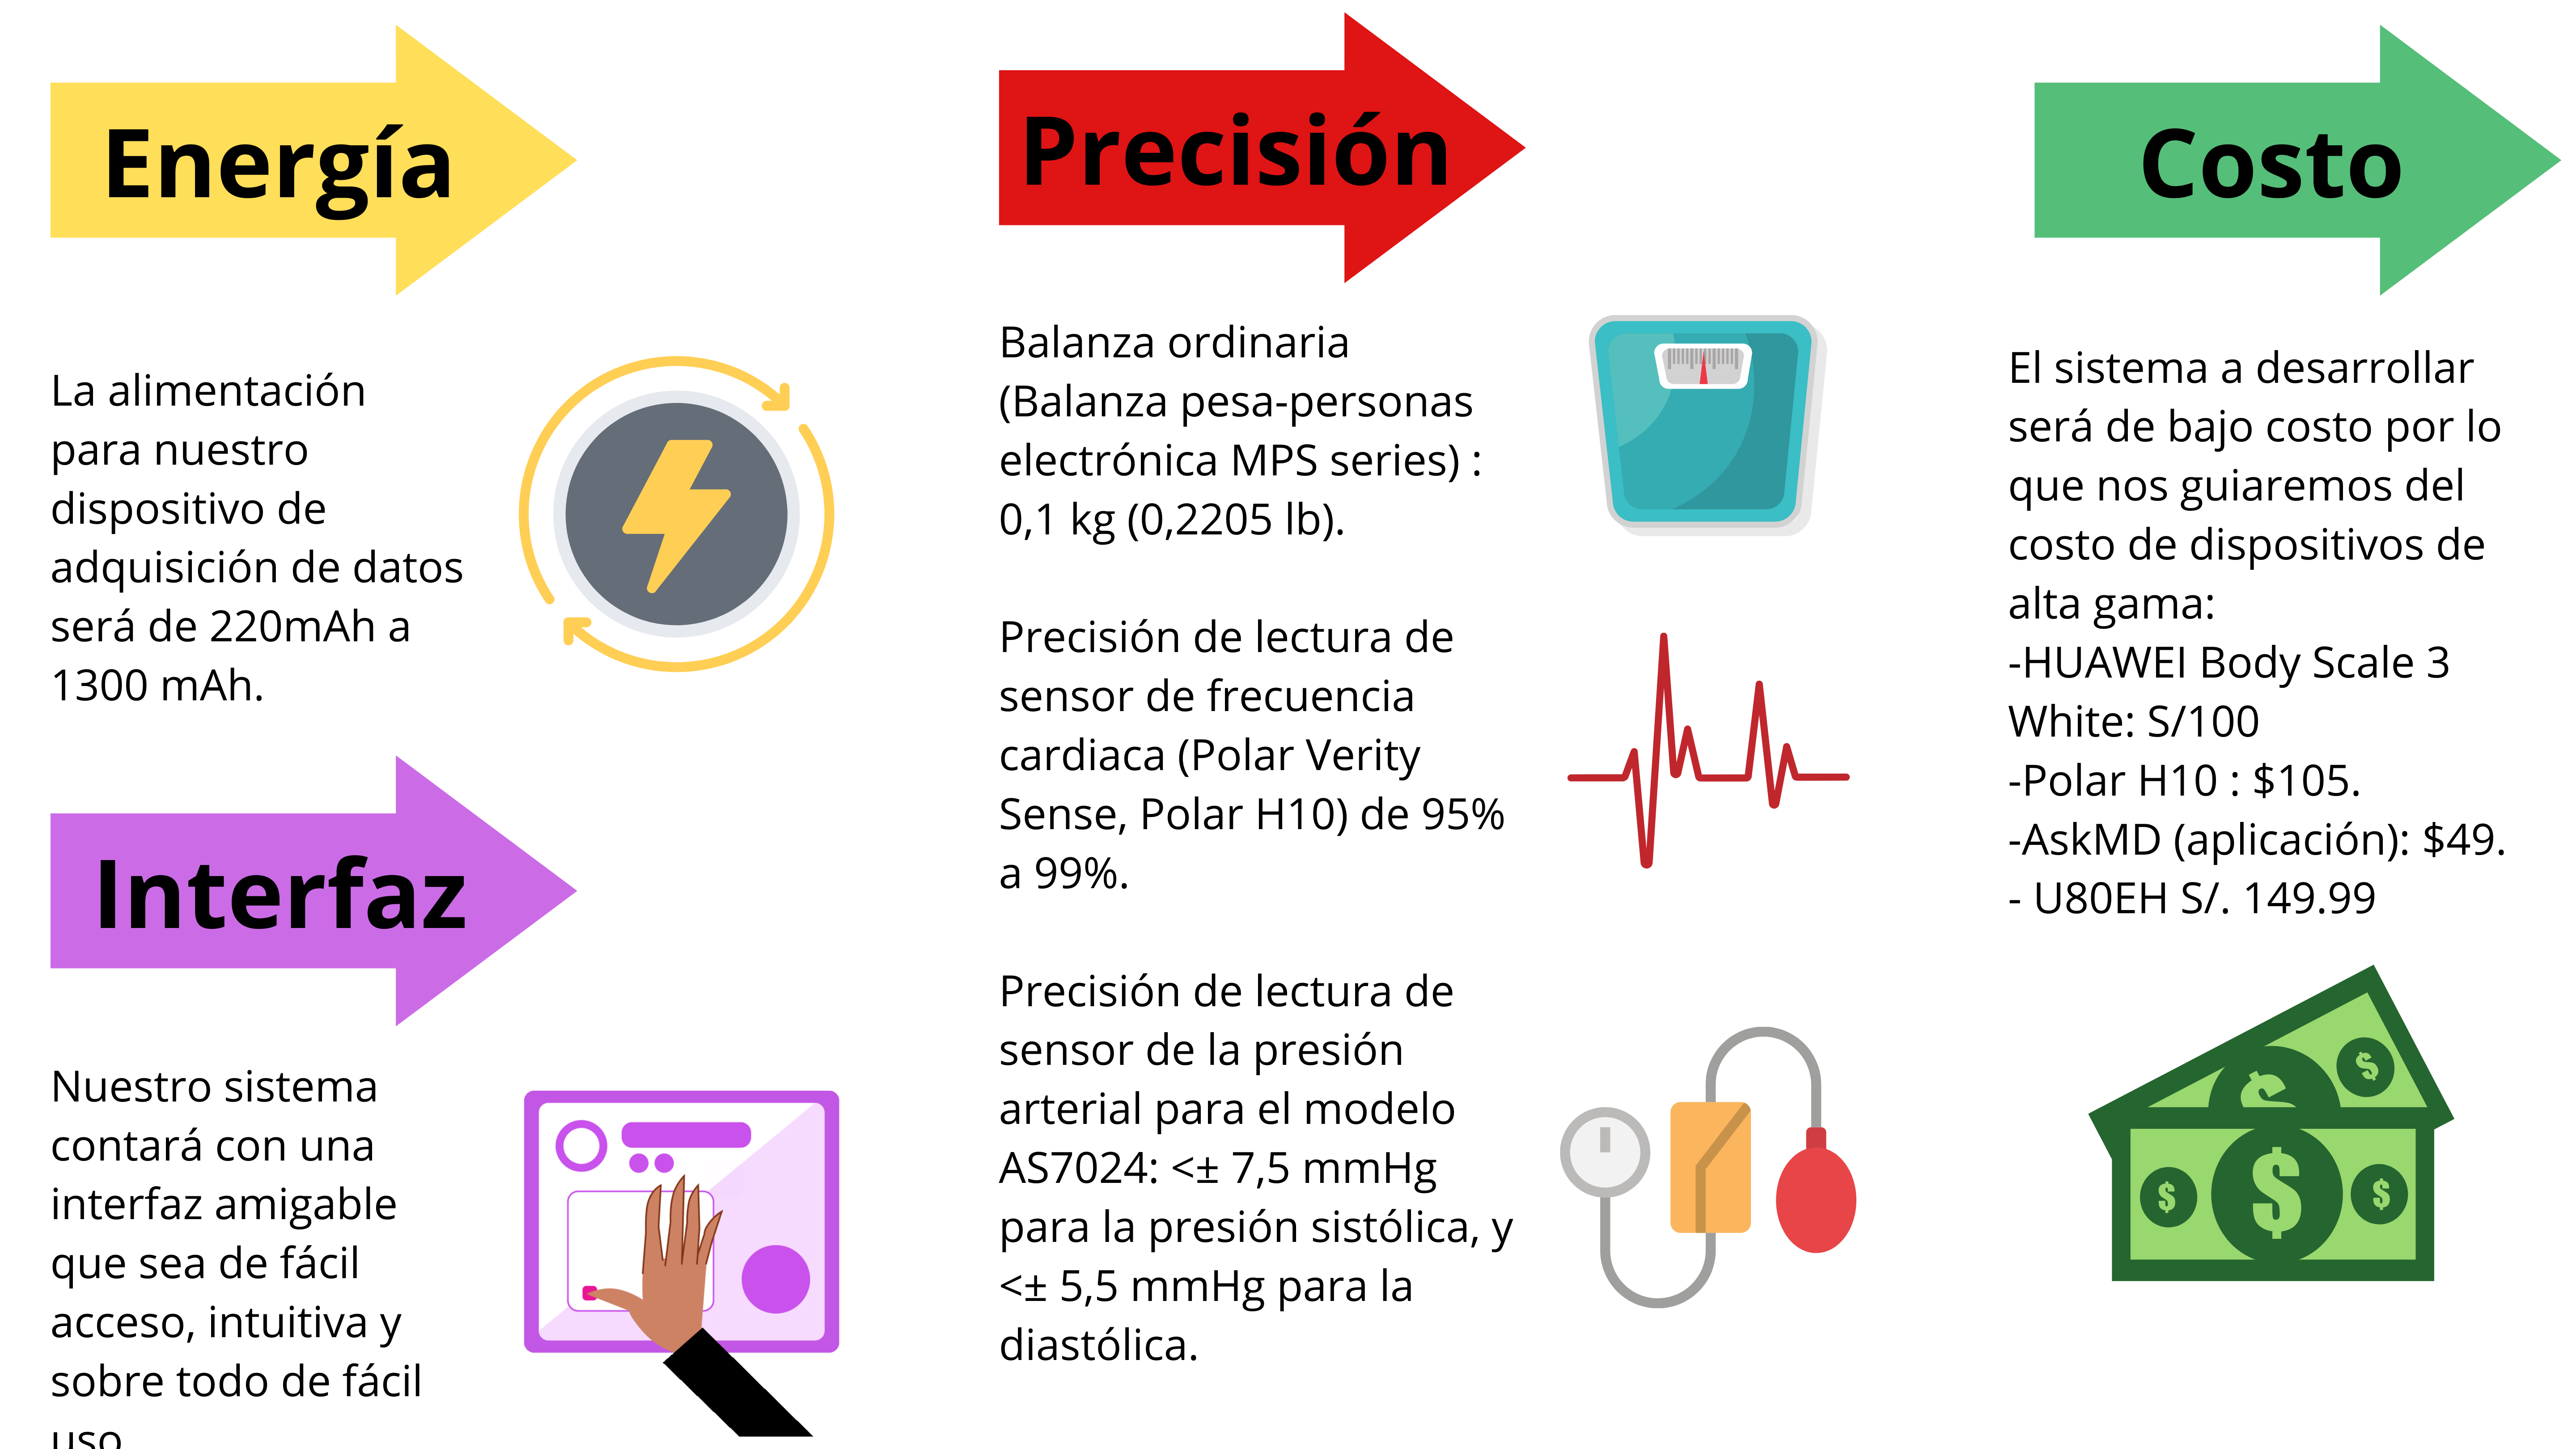 Energía
La alimentación
para nuestro
dispositivo de
adquisición de datos
será de 220mAh a
1300 mAh.
Interfaz
Nuestro sistema
contará con una
interfaz amigable
que sea de fácil
acceso, intuitiva y
sobre todo de fácil
uso
Precisión
Balanza ordinaria
(Balanza pesa-personas
electrónica MPS series) :
0,1 kg (0,2205 lb).
Precisión de lectura de
sensor de frecuencia
cardiaca (Polar Verity
Sense, Polar H10) de 95%
a 99%.
Precisión de lectura de
sensor de la presión
arterial para el modelo
AS7024: <± 7,5 mmHg
para la presión sistólica, y
<± 5,5 mmHg para la
diastólica.
Costo
El sistema a desarrollar
será de bajo costo por lo
que nos guiaremos del
costo de dispositivos de
alta gama:
-HUAWEI Body Scale 3
White: S/100
-Polar H10 : $105.
-AskMD (aplicación): $49.
- U80EH S/. 149.99